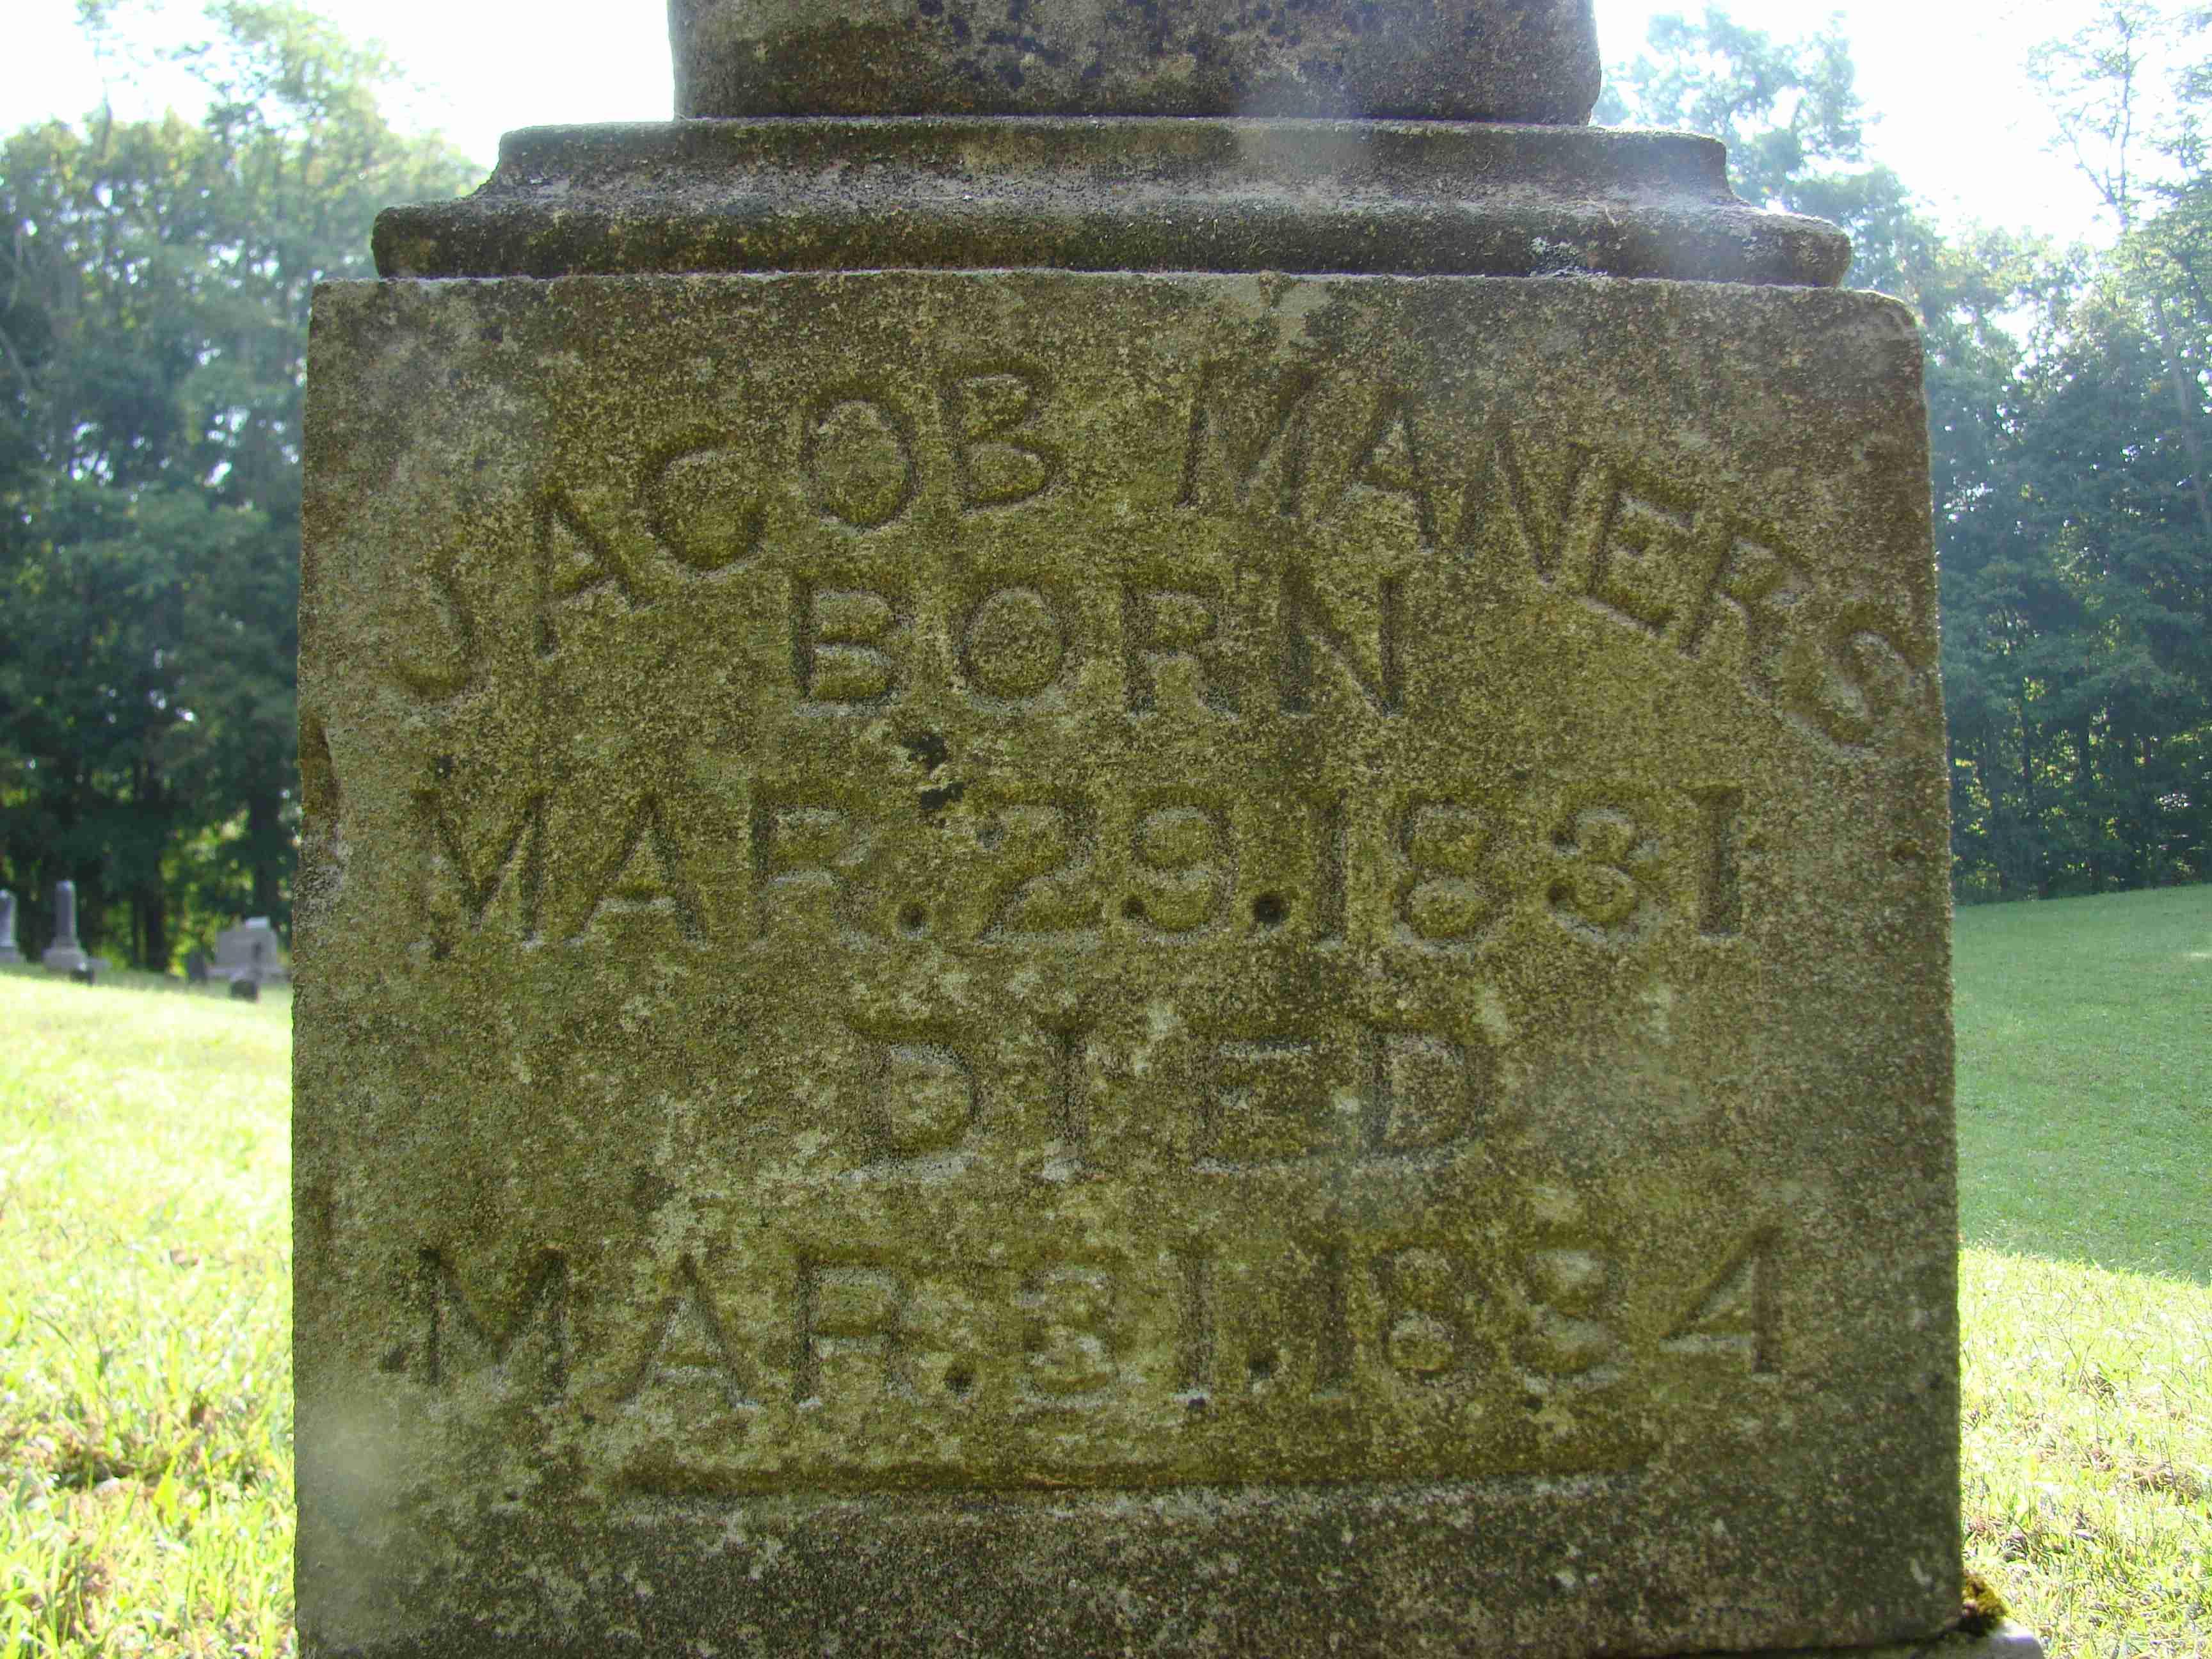 JACOB MANERS
BORN
MAR. 29. 1831
DIED
MAR. 31. 1884